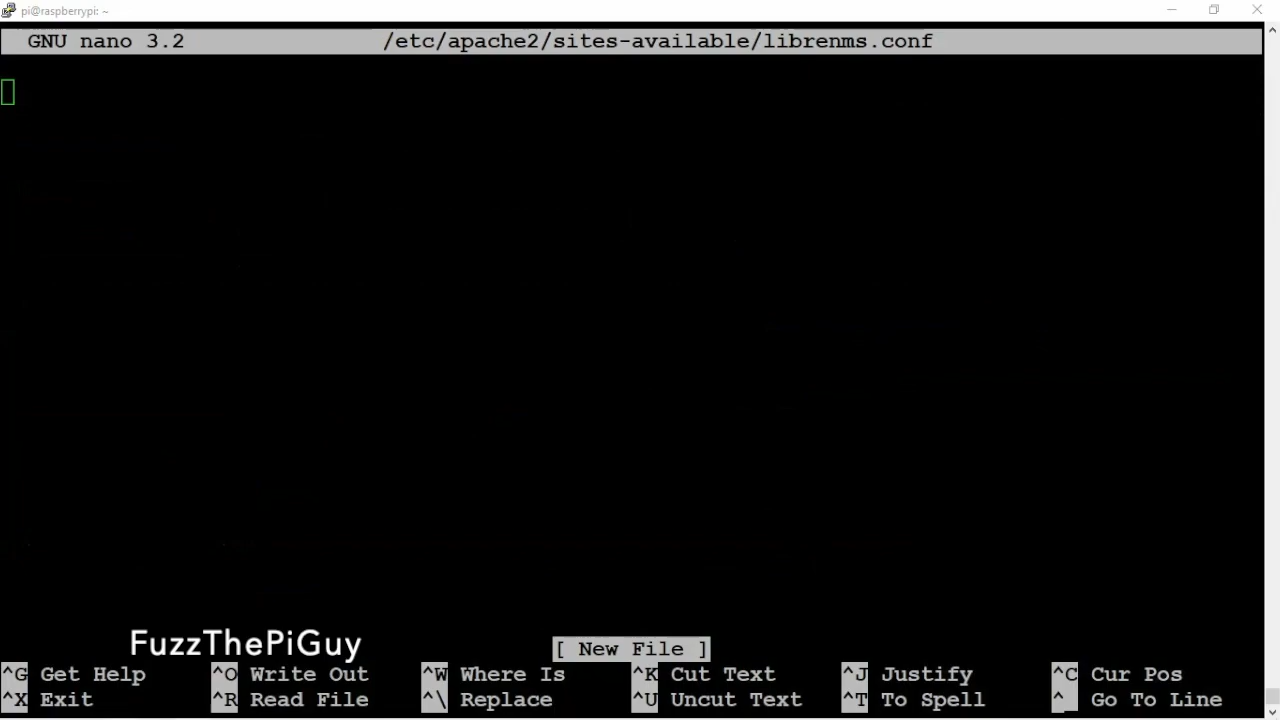 pi@raspberrypi: ~
GNU nano 3.2 /etc/apache2/sites-available/librenms.conf
FuzzThePiGuy
[ New File ]
^G Get Help ^O Write Out ^W Where Is ^K Cut Text ^J Justify ^C Cur Pos
^X Exit ^R Read File ^\ Replace ^U Uncut Text ^T To Spell ^_ Go To Line